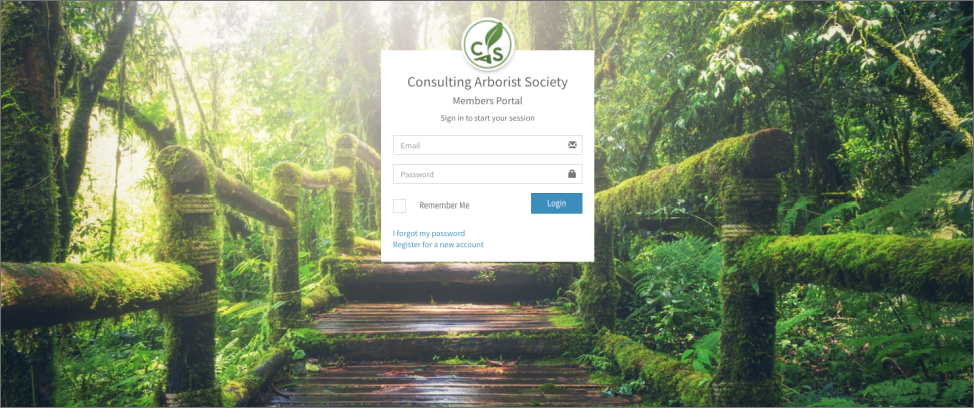 CAS
Consulting Arborist Society
Members Portal
Sign in to start your session
Email
Password
Remember Me
Login
I forgot my password
Register for a new account